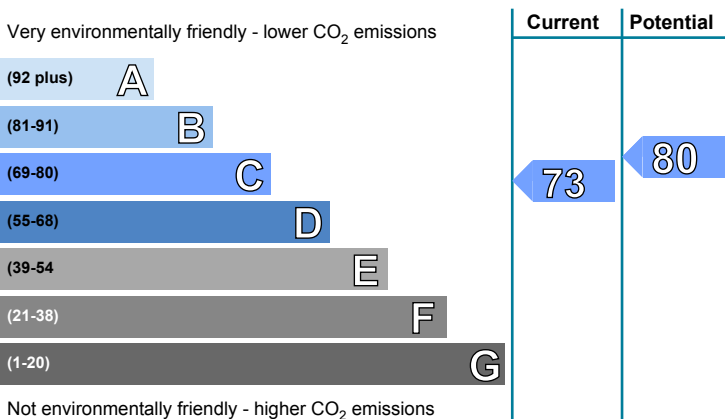 Current Potential
Very environmentally friendly - lower CO2 emissions
(92 plus) A
(81-91) B
(69-80) C
73 80
(55-68) D
(39-54 E
(21-38) F
(1-20) G
Not environmentally friendly - higher CO2 emissions